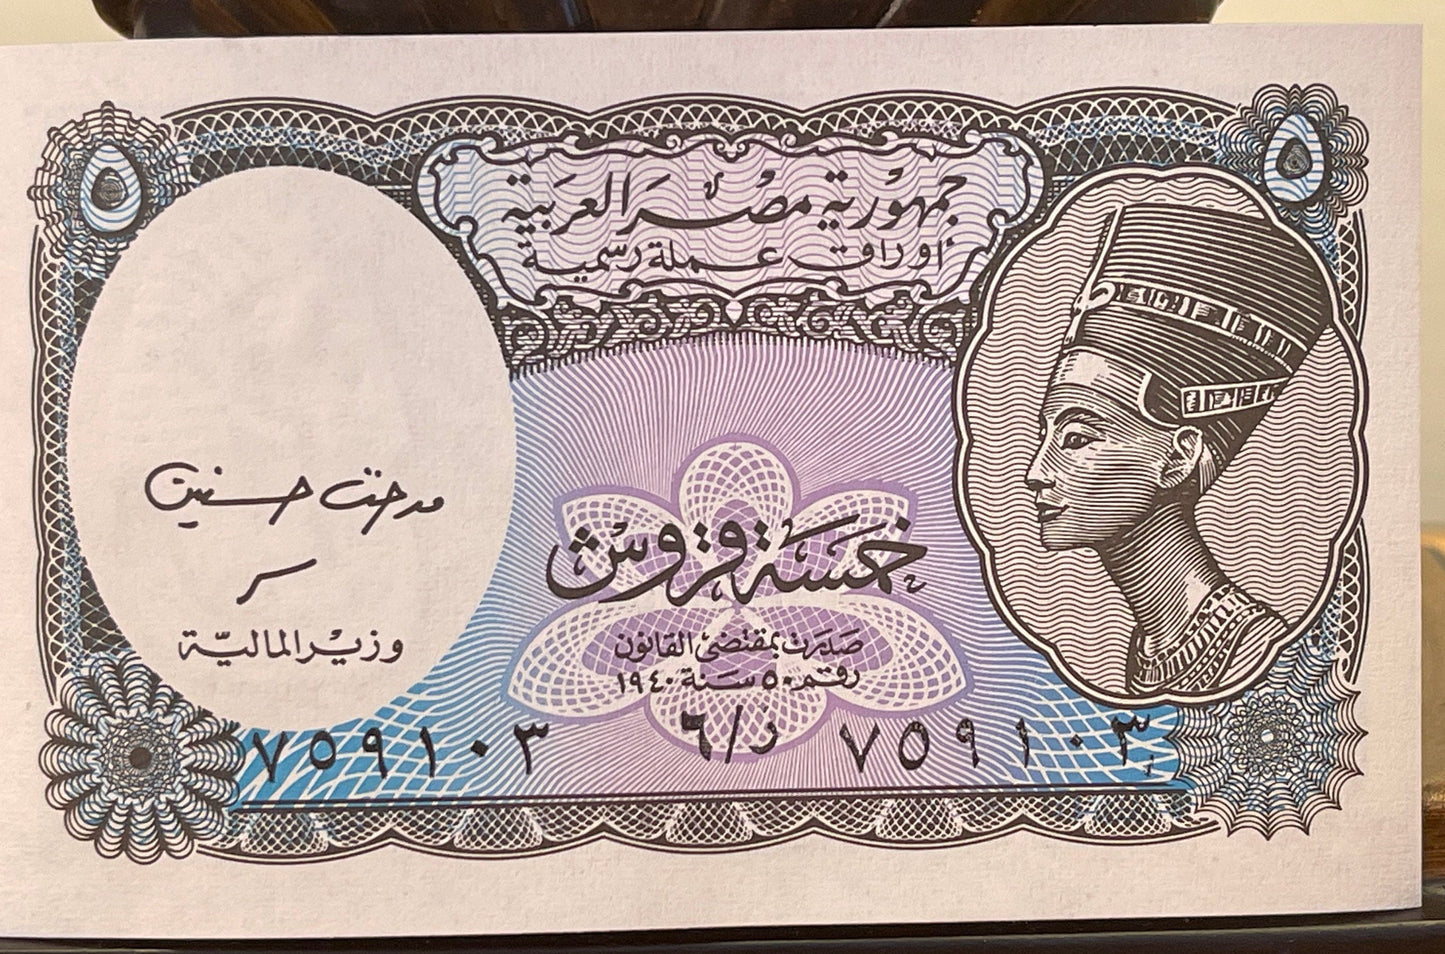 ٥ ٥
جمهورية مصر العربية
أوراق عملة رسمية
خمسة قروش
صدرت بمقتضى القانون
رقم ٥٠ سنة ١٩٤٠
مدحت حسنين
وزير المالية
٧٥٩١٠٣ ٦/ز ٧٥٩١٠٣